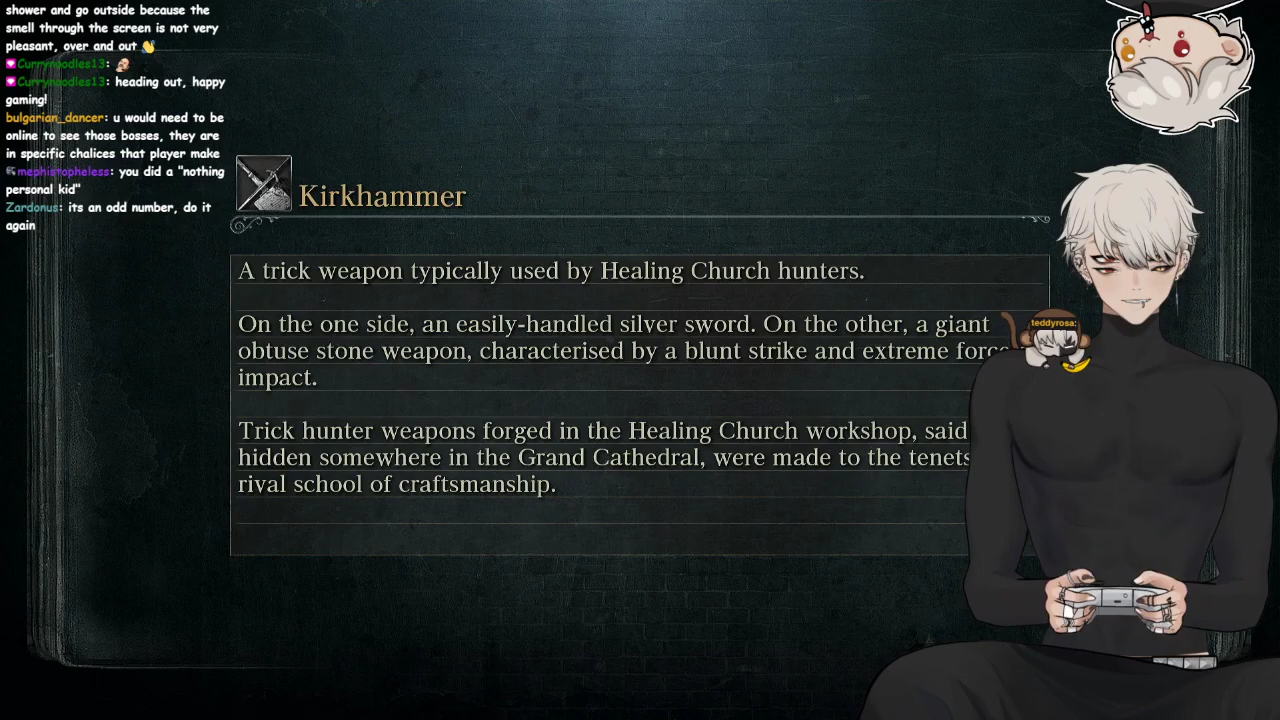 shower and go outside because the
smell through the screen is not very
pleasant, over and out 👋
Currynoodles13:
Currynoodles13: heading out, happy
gaming!
bulgarian_dancer: u would need to be
online to see those bosses, they are
in specific chalices that player make
mephistopheless: you did a "nothing
personal kid"
Zardonus: its an odd number, do it
again
Kirkhammer
A trick weapon typically used by Healing Church hunters.
On the one side, an easily-handled silver sword. On the other, a giant
obtuse stone weapon, characterised by a blunt strike and extreme force
impact.
Trick hunter weapons forged in the Healing Church workshop, said
hidden somewhere in the Grand Cathedral, were made to the tenets
rival school of craftsmanship.
teddyrosa: